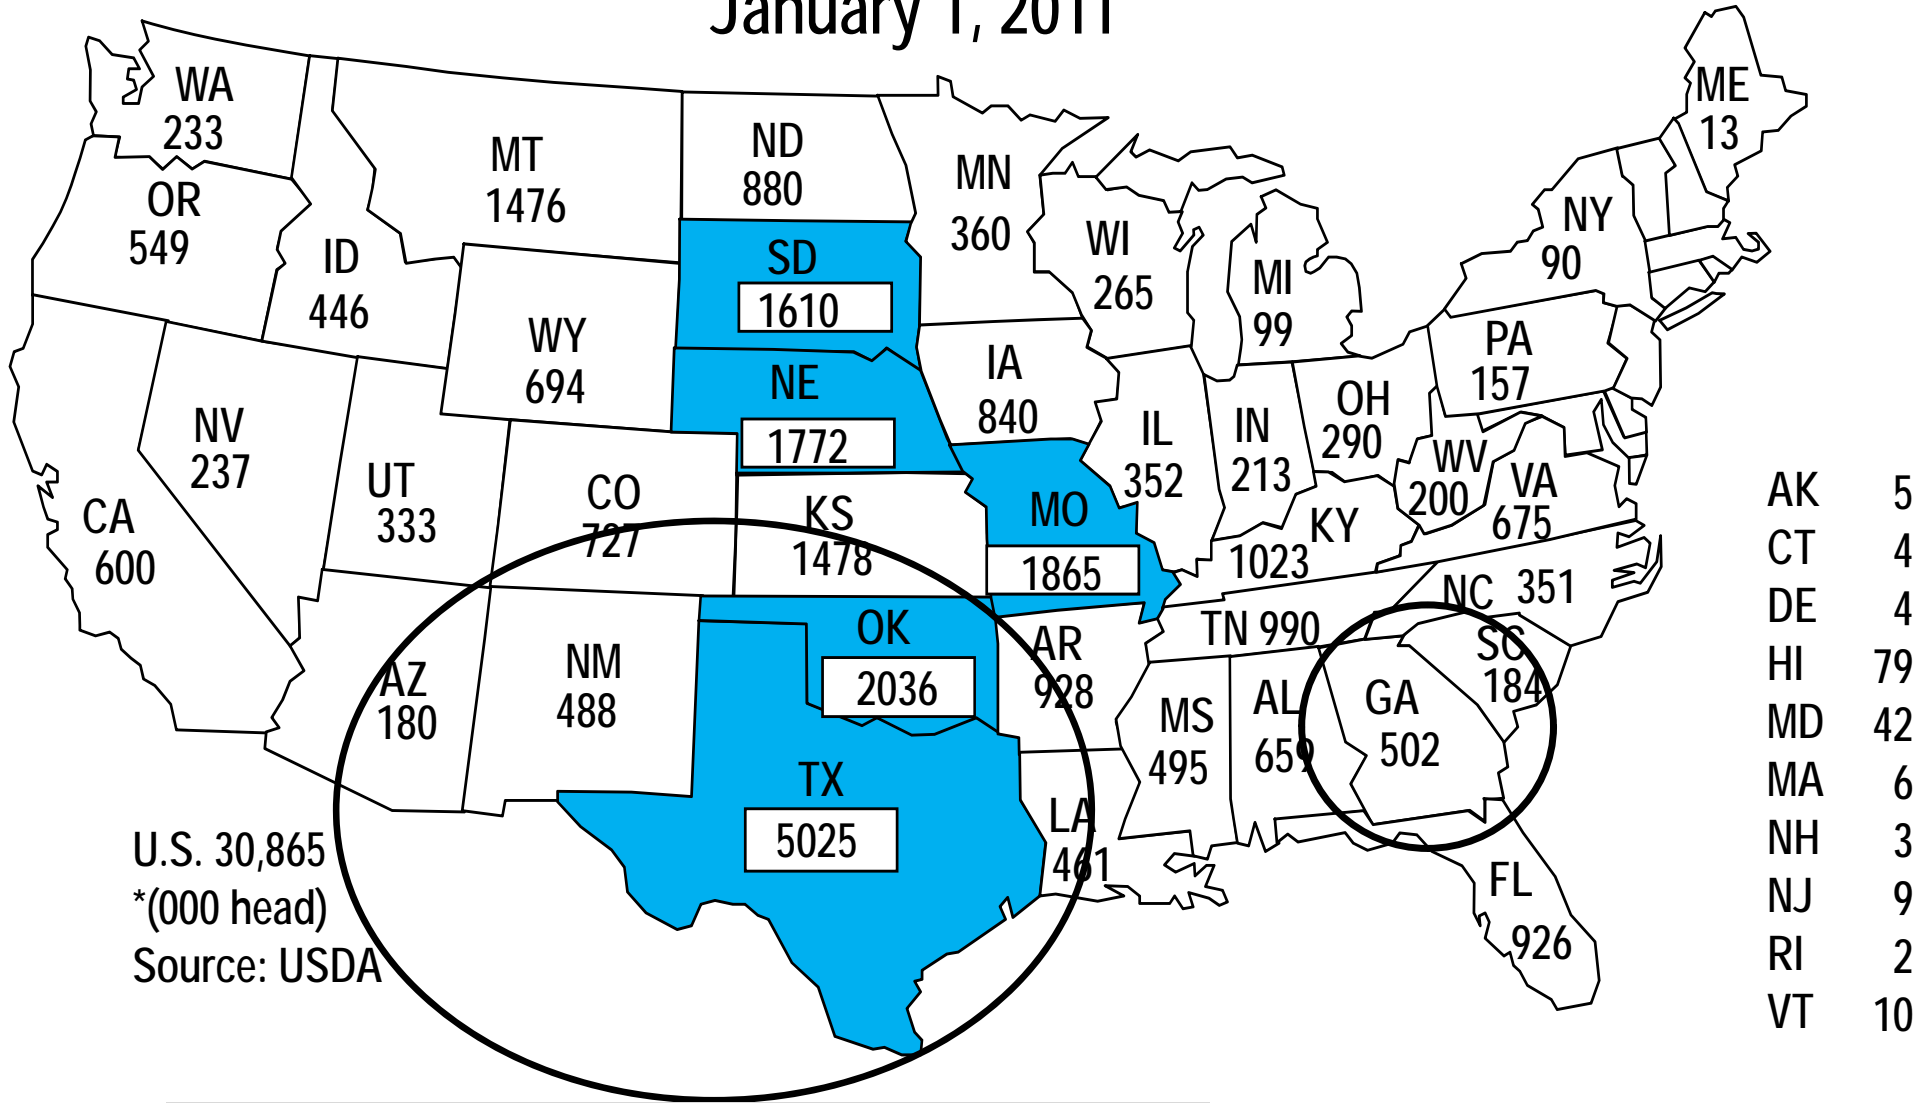 January 1, 2011
WA
233
OR
549
ID
446
MT
1476
ND
880
MN
360
WI
265
MI
99
ME
13
NY
90
SD
1610
WY
694
NE
1772
IA
840
IL
352
IN
213
OH
290
PA
157
WV
200
VA
675
NV
237
UT
333
CO
727
KS
1478
MO
1865
KY
1023
CA
600
AZ
180
NM
488
OK
2036
AR
928
TN 990
NC 351
SC
184
TX
5025
LA
461
MS
495
AL
659
GA
502
FL
926
U.S. 30,865
*(000 head)
Source: USDA
AK 5
CT 4
DE 4
HI 79
MD 42
MA 6
NH 3
NJ 9
RI 2
VT 10